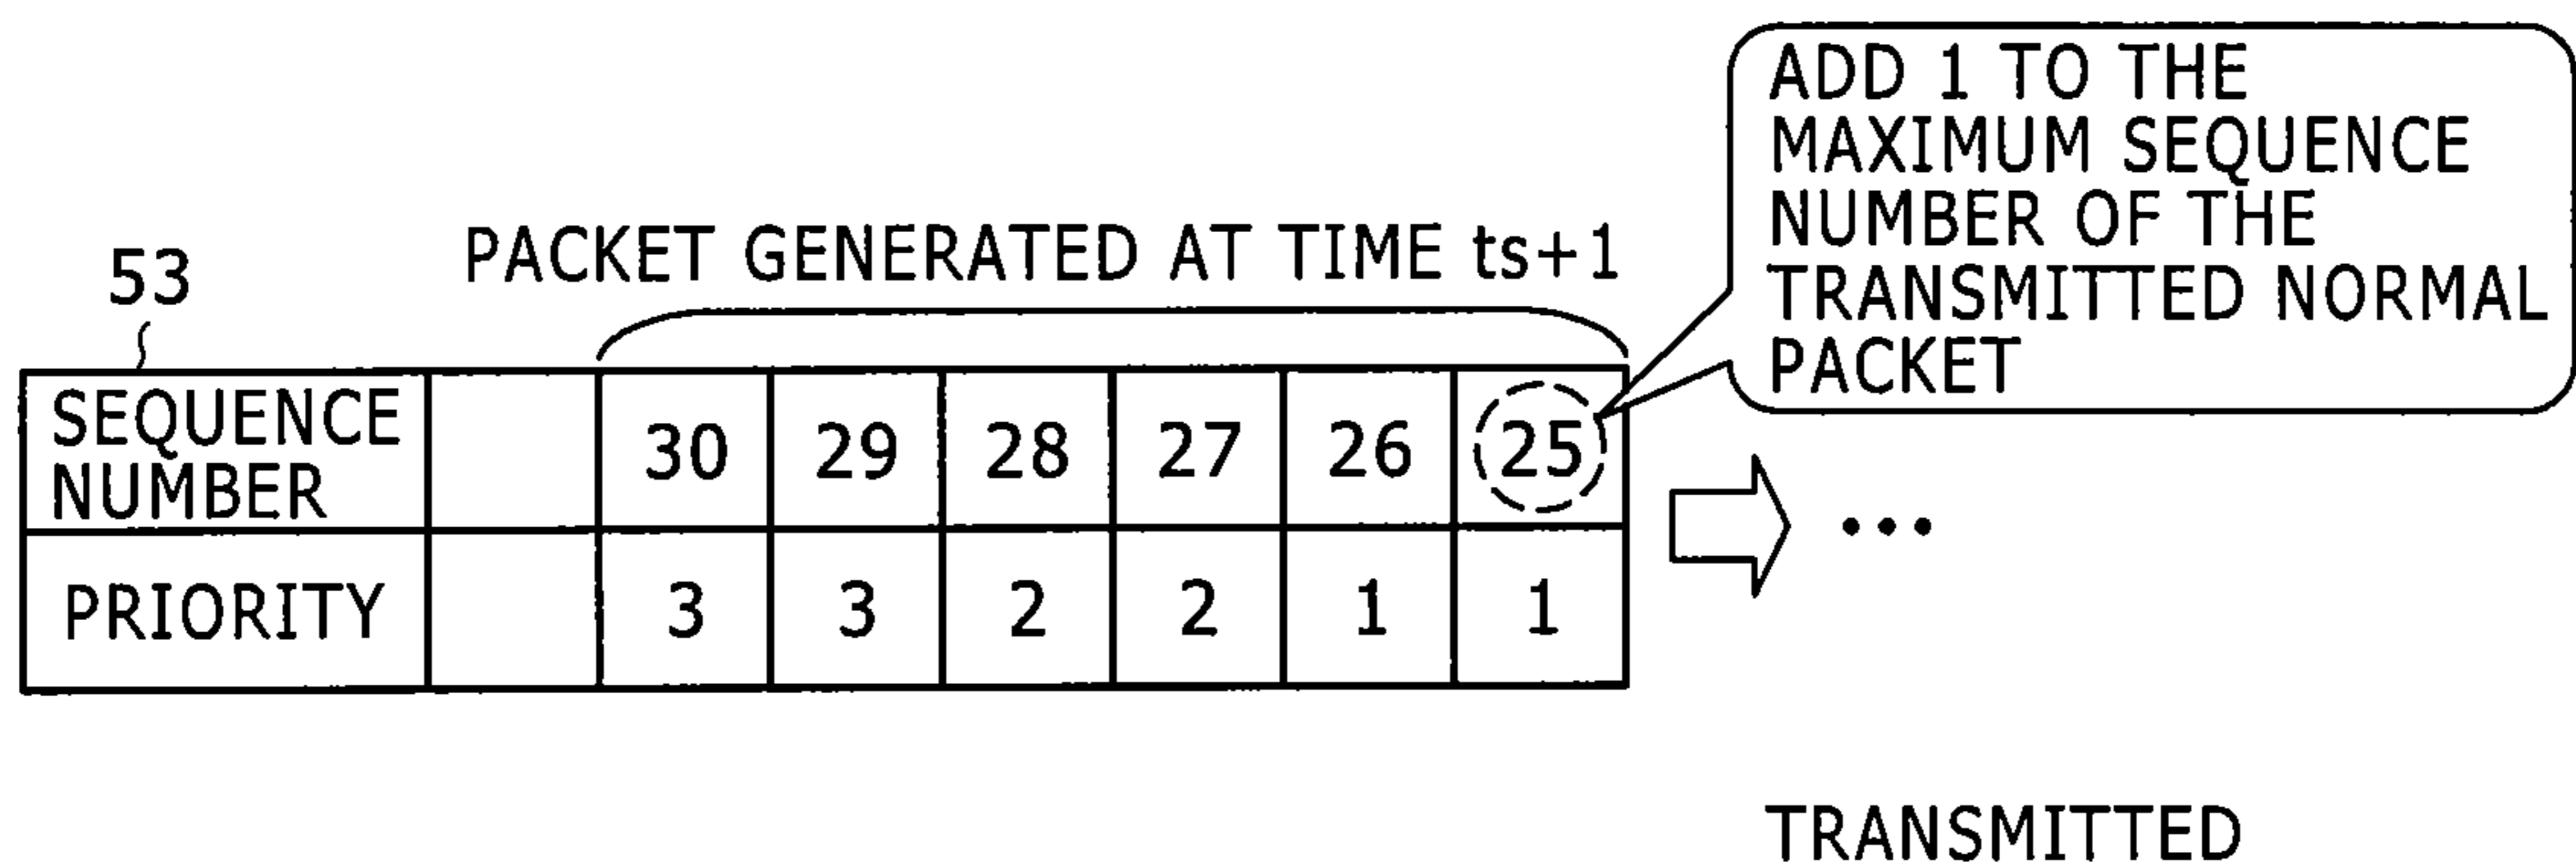 ADD 1 TO THE
MAXIMUM SEQUENCE
NUMBER OF THE
TRANSMITTED NORMAL
PACKET
PACKET GENERATED AT TIME ts+1
53
SEQUENCE
NUMBER
30 29 28 27 26 25
PRIORITY 3 3 2 2 1 1
•••
TRANSMITTED